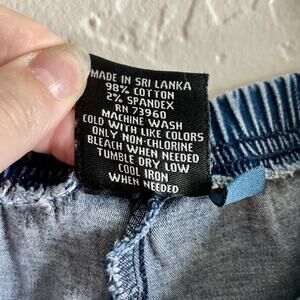 MADE IN SRI LANKA
98% COTTON
2% SPANDEX
RN 73960
MACHINE WASH
COLD WITH LIKE COLORS
ONLY NON-CHLORINE
BLEACH WHEN NEEDED
TUMBLE DRY LOW
COOL IRON
WHEN NEEDED